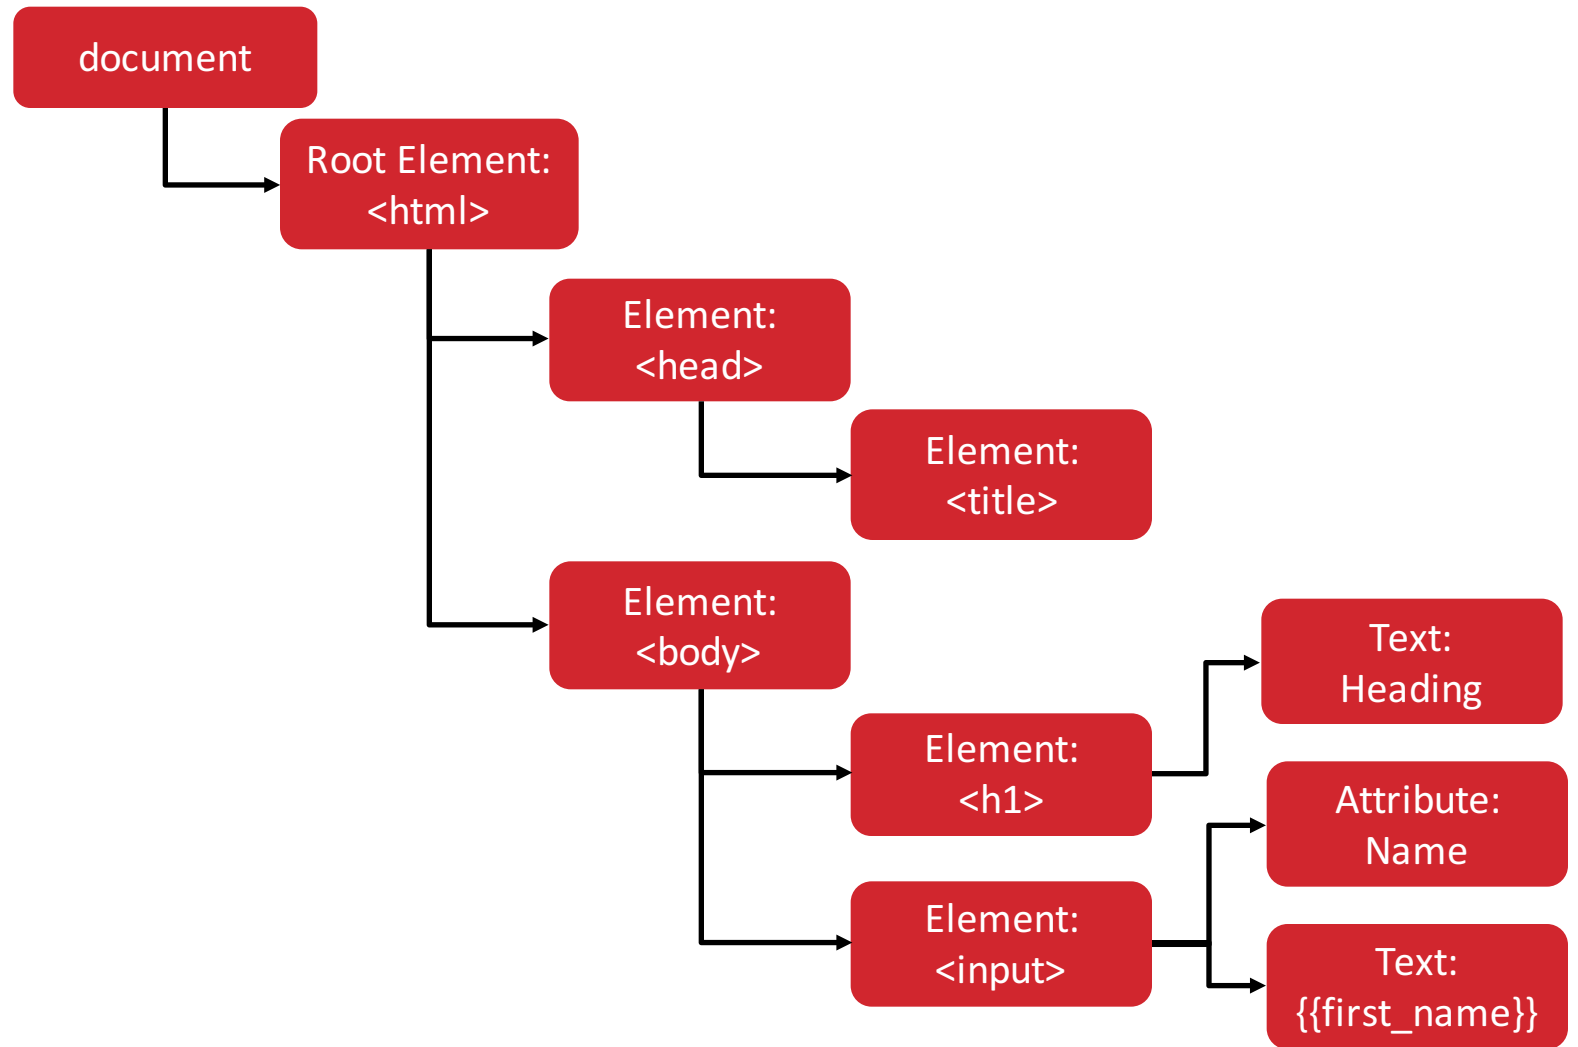 document
Root Element:
<html>
Element:
<head>
Element:
<title>
Element:
<body>
Text:
Heading
Element:
<h1>
Attribute:
Name
Element:
<input>
Text:
{{first_name}}